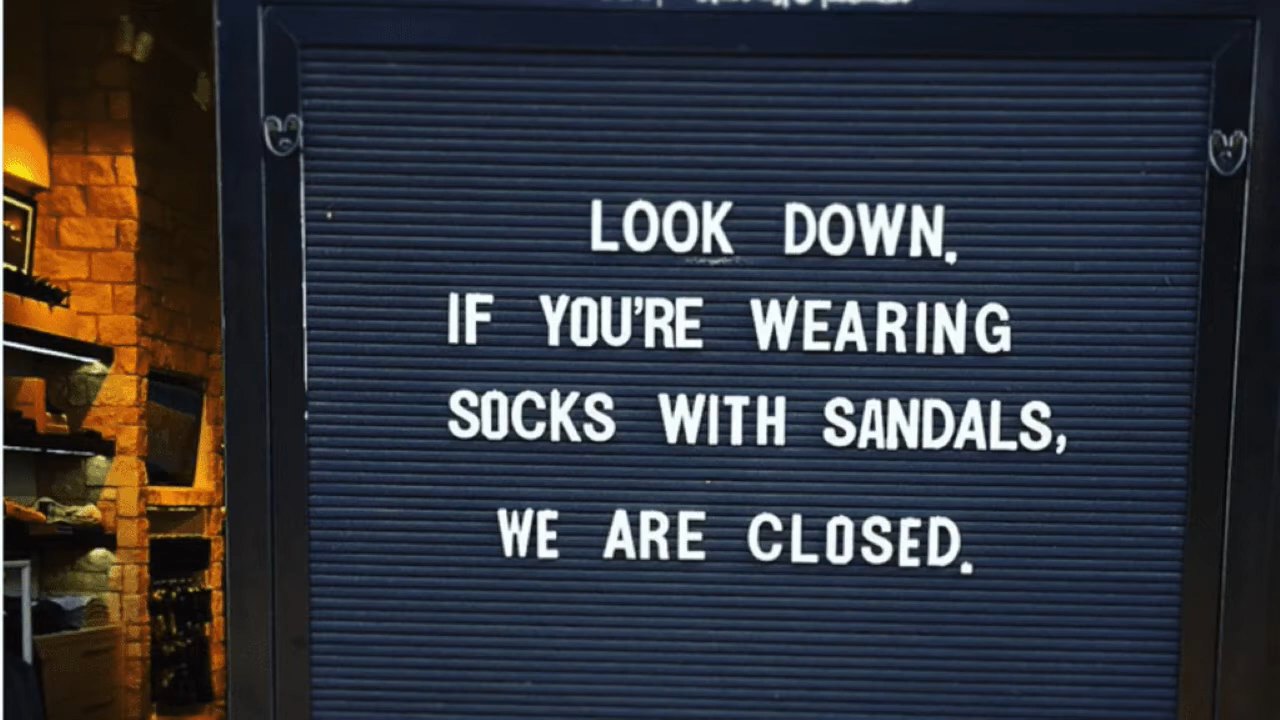 LOOK DOWN.
IF YOU'RE WEARING
SOCKS WITH SANDALS,
WE ARE CLOSED.